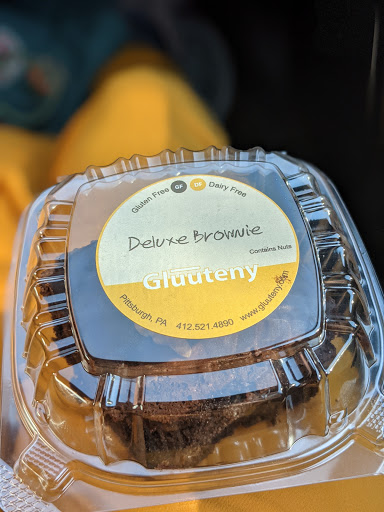 Gluten Free GF DF Dairy Free
Deluxe Brownie
Contains Nuts
Gluuteny
Pittsburgh, PA 412.521.4890 www.gluuteny.com